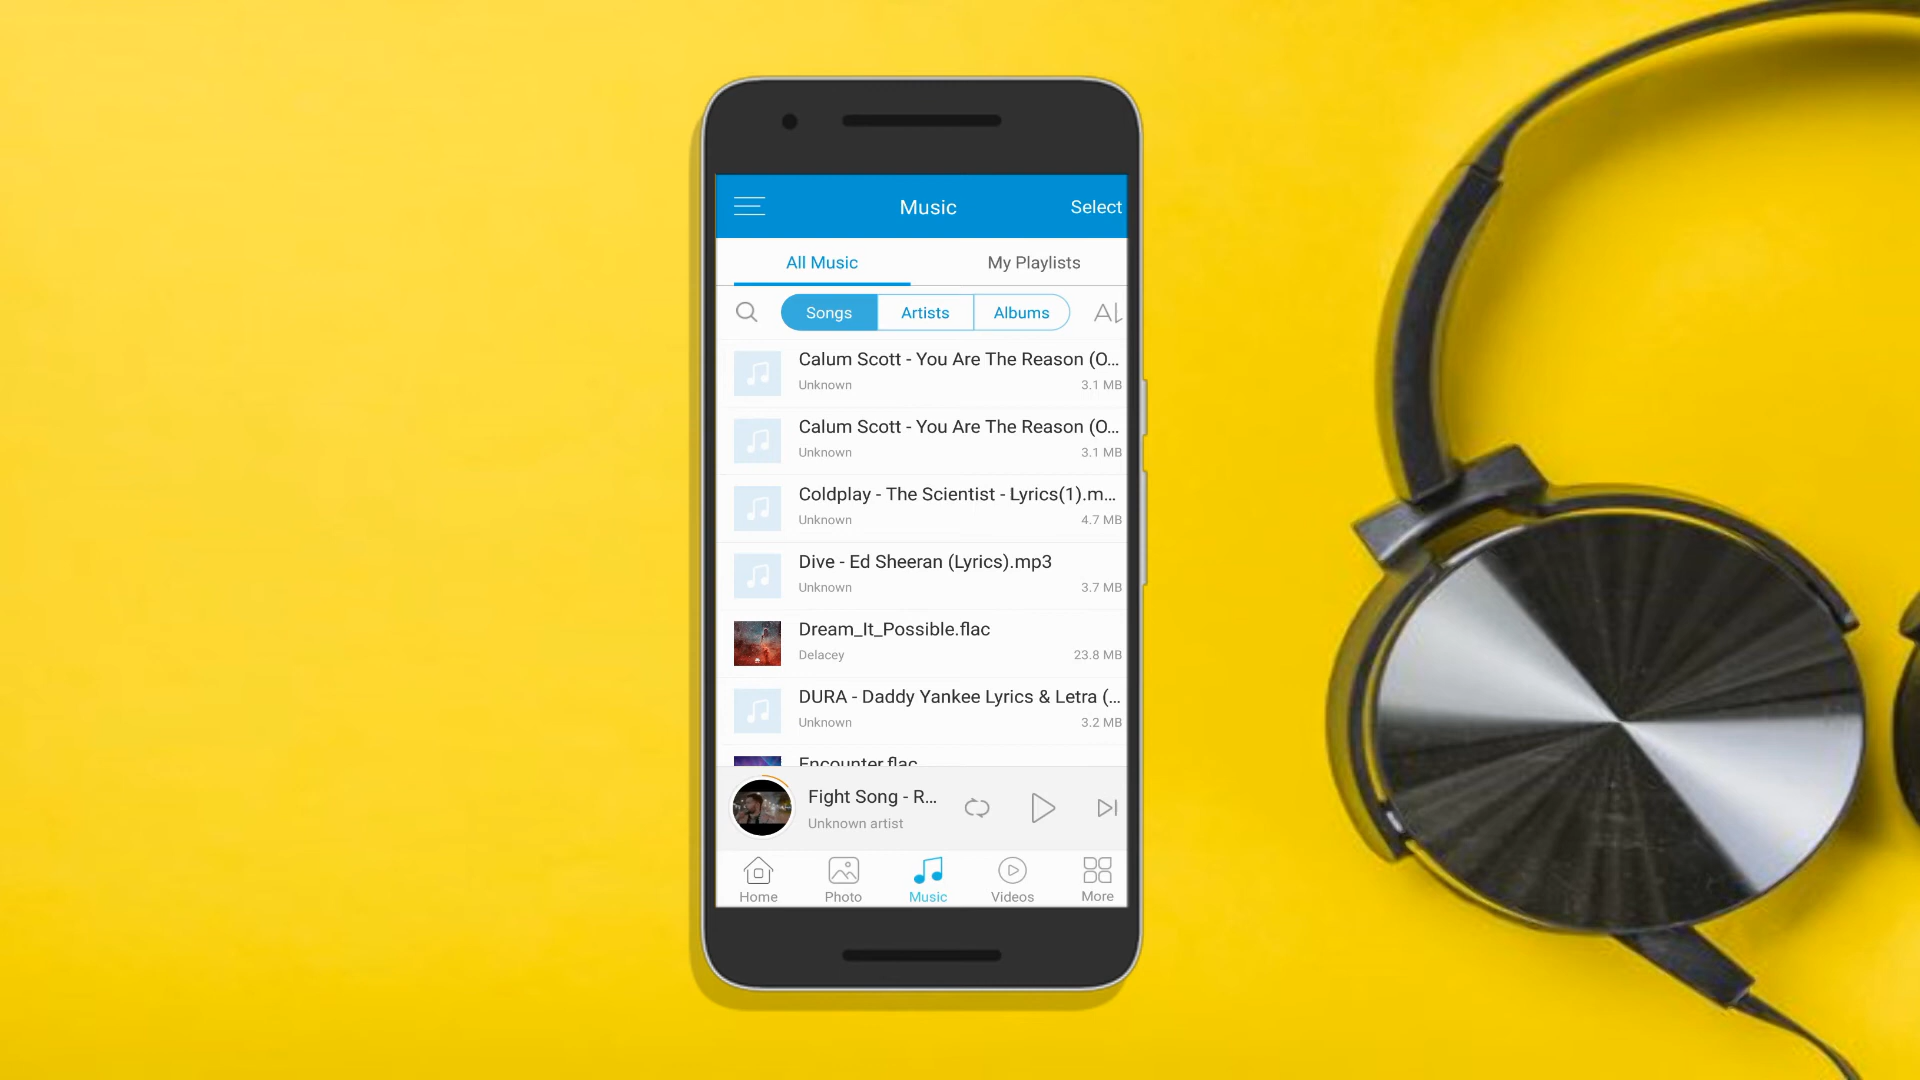 Music
Select
All Music
My Playlists
Songs
Artists
Albums
Calum Scott - You Are The Reason (O...
Unknown
3.1 MB
Calum Scott - You Are The Reason (O...
Unknown
3.1 MB
Coldplay - The Scientist - Lyrics(1).m...
Unknown
4.7 MB
Dive - Ed Sheeran (Lyrics).mp3
Unknown
3.7 MB
Dream_It_Possible.flac
Delacey
23.8 MB
DURA - Daddy Yankee Lyrics & Letra (...
Unknown
3.2 MB
Encounter.flac
Fight Song - R...
Unknown artist
Home
Photo
Music
Videos
More